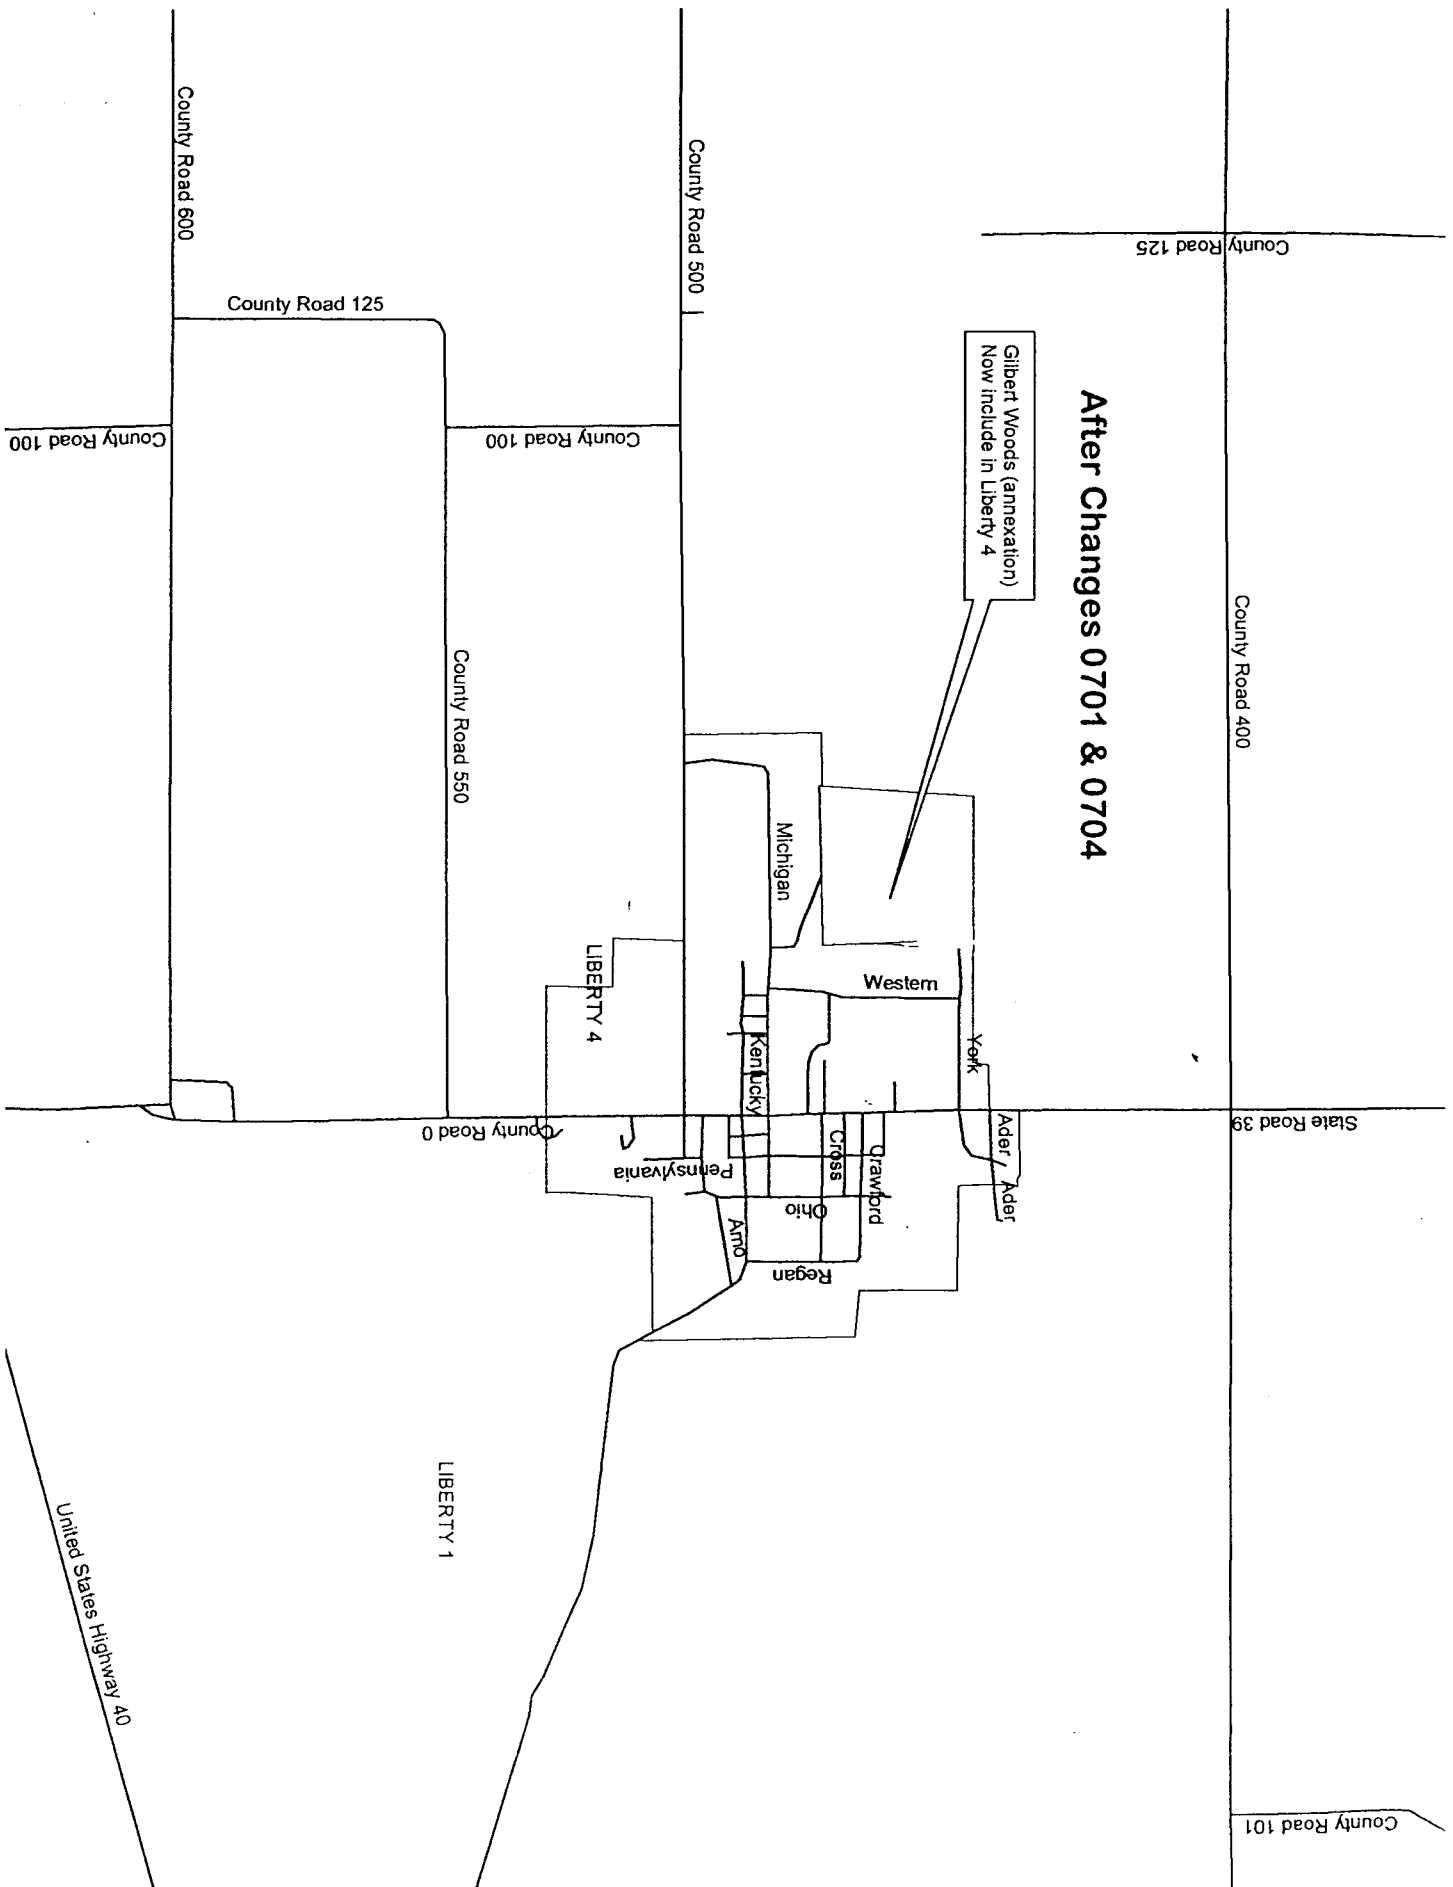 After Changes 0701 & 0704
Gilbert Woods (annexation)
Now include in Liberty 4
County Road 400
County Road 125
State Road 39
County Road 101
County Road 500
County Road 600
County Road 125
County Road 100
County Road 100
County Road 550
County Road 0
Michigan
Western
York
Ader
Ader
Kentucky
Cross
Crawford
Pennsylvania
Ohio
Amo
Regan
LIBERTY 4
LIBERTY 1
United States Highway 40